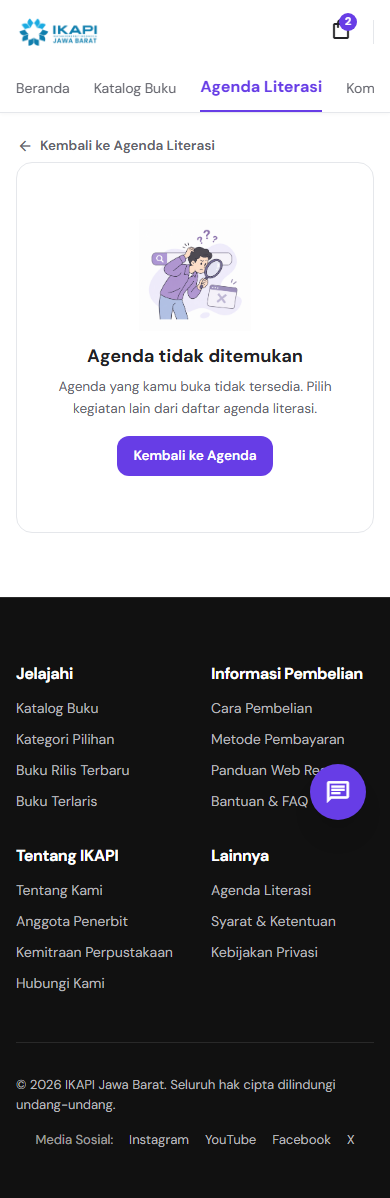 IKAPI
JAWA BARAT
2
Beranda
Katalog Buku
Agenda Literasi
Kom
Kembali ke Agenda Literasi
Agenda tidak ditemukan
Agenda yang kamu buka tidak tersedia. Pilih
kegiatan lain dari daftar agenda literasi.
Kembali ke Agenda
Jelajahi
Katalog Buku
Kategori Pilihan
Buku Rilis Terbaru
Buku Terlaris
Informasi Pembelian
Cara Pembelian
Metode Pembayaran
Panduan Web
Bantuan & FAQ
Tentang IKAPI
Tentang Kami
Anggota Penerbit
Kemitraan Perpustakaan
Hubungi Kami
Lainnya
Agenda Literasi
Syarat & Ketentuan
Kebijakan Privasi
© 2026 IKAPI Jawa Barat. Seluruh hak cipta dilindungi
undang-undang.
Media Sosial: Instagram YouTube Facebook X